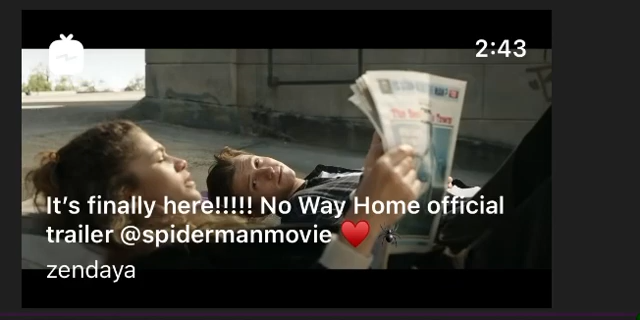 2:43
It's finally here!!!!! No Way Home official
trailer @spidermanmovie ❤️ 🕷️
zendaya